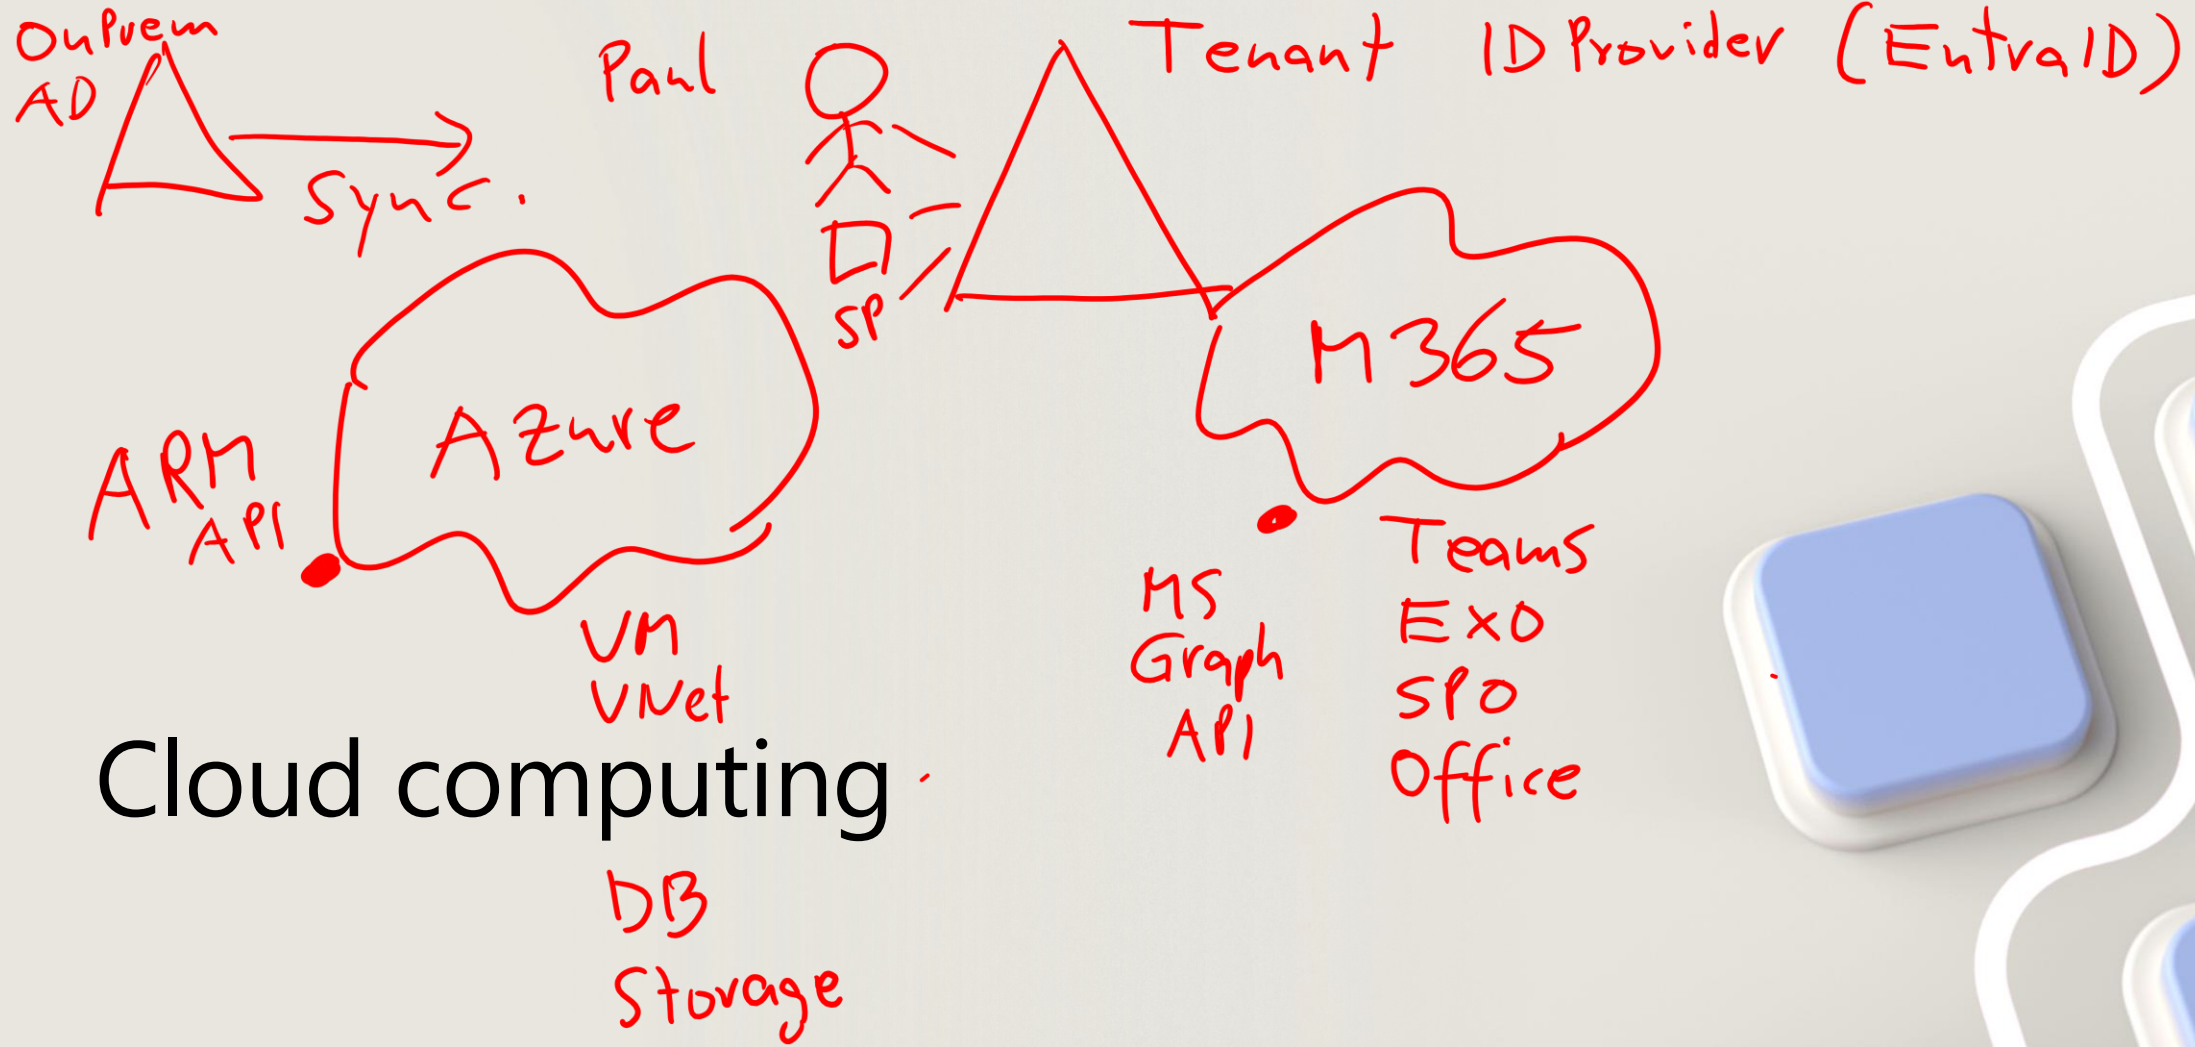 OnPrem
AD
Sync.
Paul
SP
Tenant ID Provider (EntraID)
Azure
ARM
API
VM
VNet
M365
MS
Graph
API
Teams
EXO
SPO
Office
Cloud computing
DB
Storage